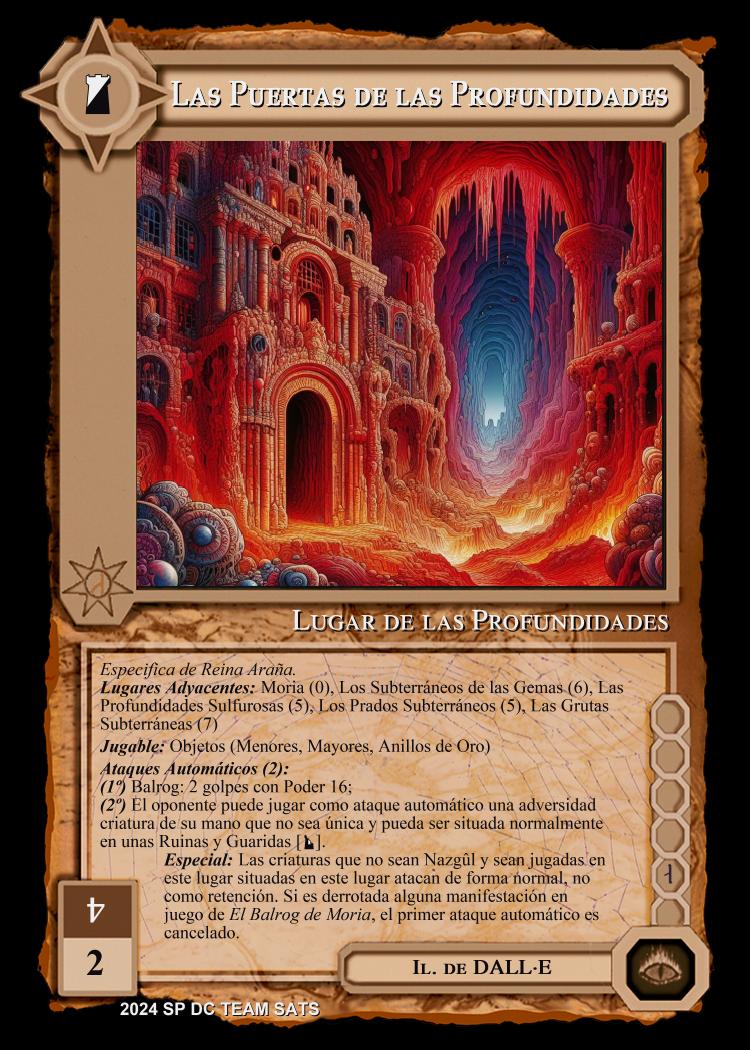 Las Puertas de las Profundidades
Lugar de las Profundidades
Especifica de Reina Araña.
Lugares Adyacentes: Moria (0), Los Subterráneos de las Gemas (6), Las
Profundidades Sulfurosas (5), Los Prados Subterráneos (5), Las Grutas
Subterráneas (7)
Jugable: Objetos (Menores, Mayores, Anillos de Oro)
Ataques Automáticos (2):
(1º) Balrog: 2 golpes con Poder 16;
(2º) El oponente puede jugar como ataque automático una adversidad
criatura de su mano que no sea única y pueda ser situada normalmente
en unas Ruinas y Guaridas [].
Especial: Las criaturas que no sean Nazgûl y sean jugadas en
este lugar situadas en este lugar atacan de forma normal, no
como retención. Si es derrotada alguna manifestación en
juego de El Balrog de Moria, el primer ataque automático es
cancelado.
4
2
Il. de DALL·E
2024 SP DC TEAM SATS